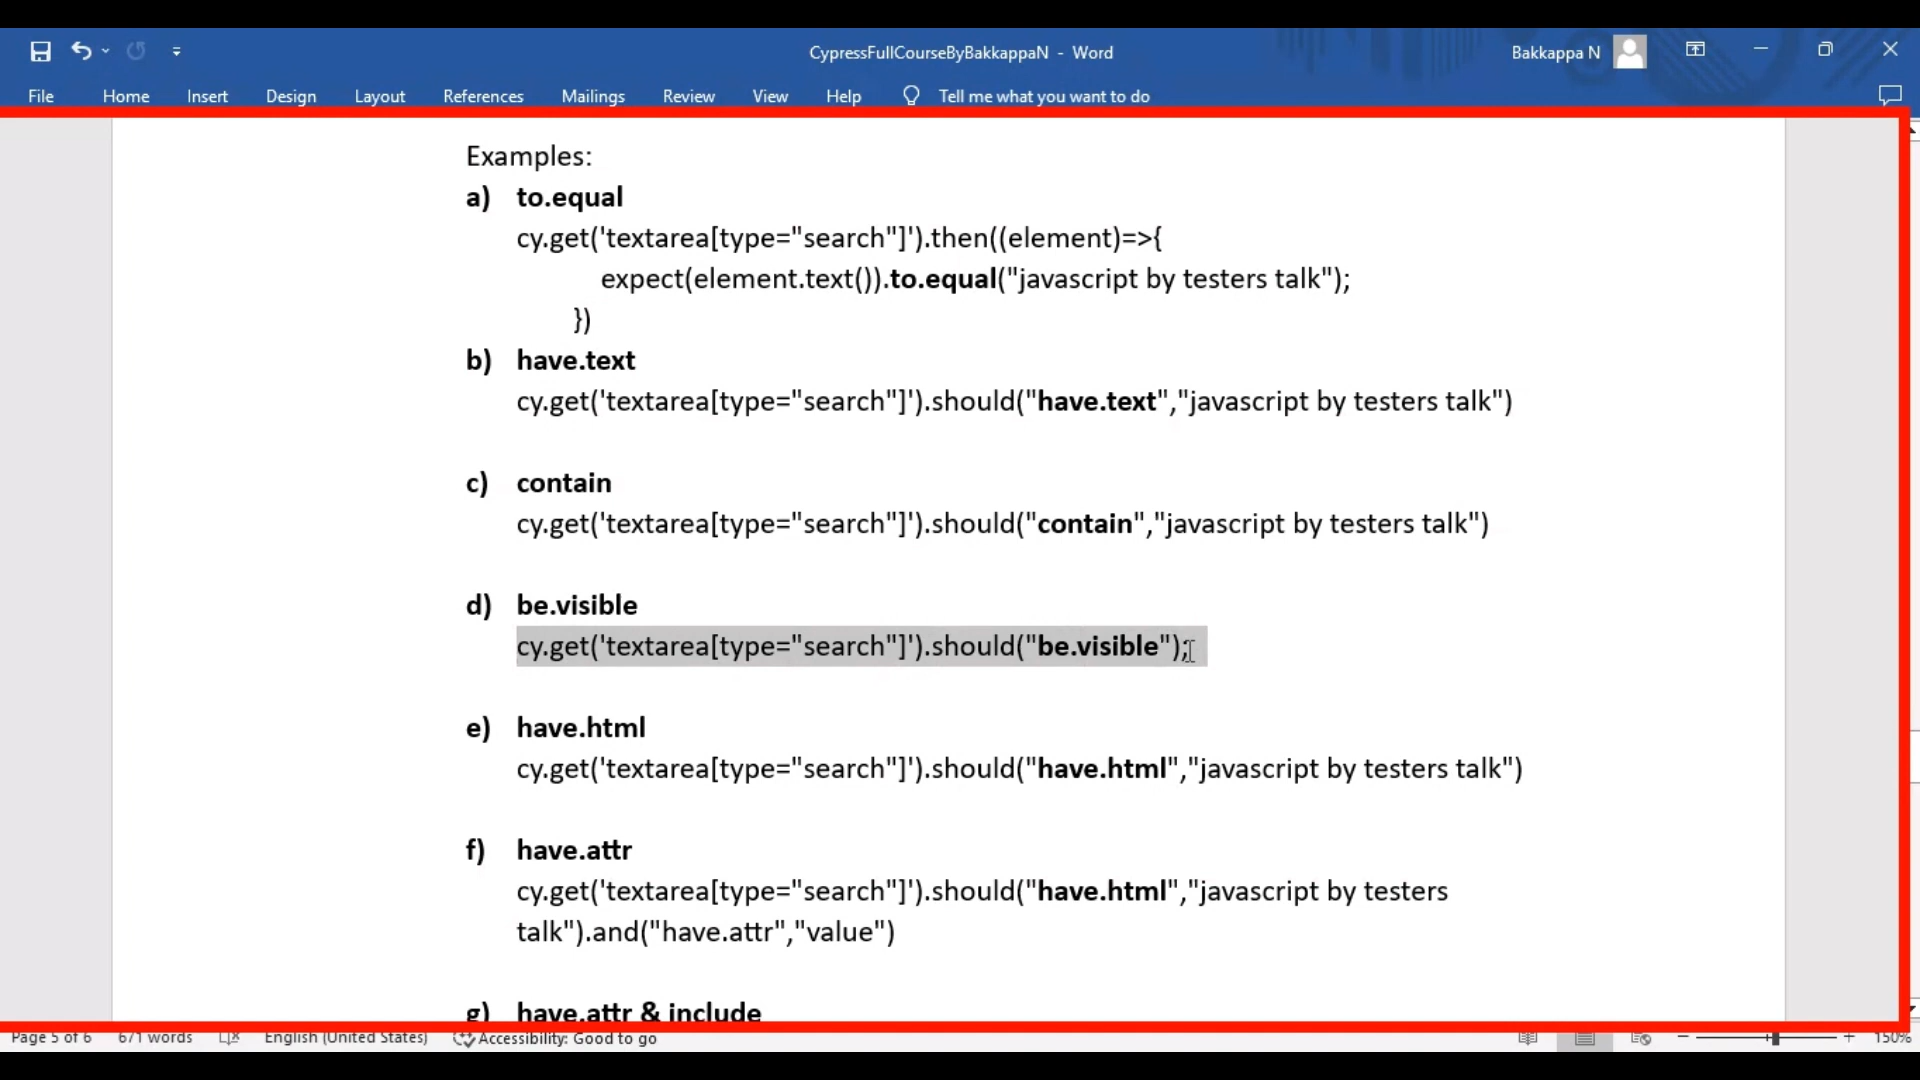 CypressFullCourseByBakkappaN - Word
Bakkappa N
File Home Insert Design Layout References Mailings Review View Help Tell me what you want to do
Examples:
a) to.equal
cy.get('textarea[type="search"]').then((element)=>{
expect(element.text()).to.equal("javascript by testers talk");
})
b) have.text
cy.get('textarea[type="search"]').should("have.text","javascript by testers talk")
c) contain
cy.get('textarea[type="search"]').should("contain","javascript by testers talk")
d) be.visible
cy.get('textarea[type="search"]').should("be.visible");
e) have.html
cy.get('textarea[type="search"]').should("have.html","javascript by testers talk")
f) have.attr
cy.get('textarea[type="search"]').should("have.html","javascript by testers
talk").and("have.attr","value")
g) have.attr & include
Page 5 of 6 671 words English (United States) Accessibility: Good to go 150%